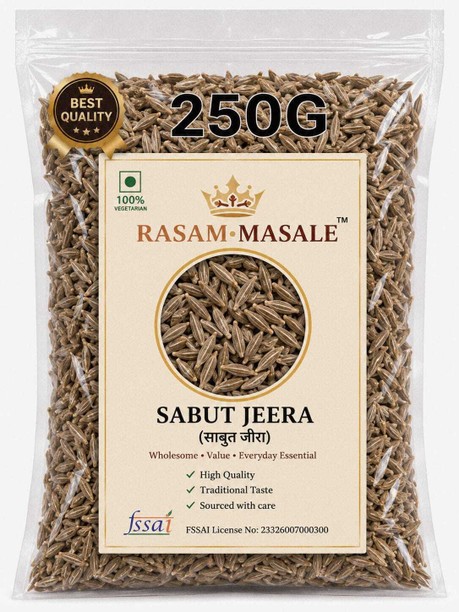 BEST
QUALITY
250G
100%
VEGETARIAN
RASAM•MASALE™
SABUT JEERA
(साबुत जीरा)
Wholesome • Value • Everyday Essential
✓ High Quality
✓ Traditional Taste
✓ Sourced with care
fssai
FSSAI License No: 23326007000300